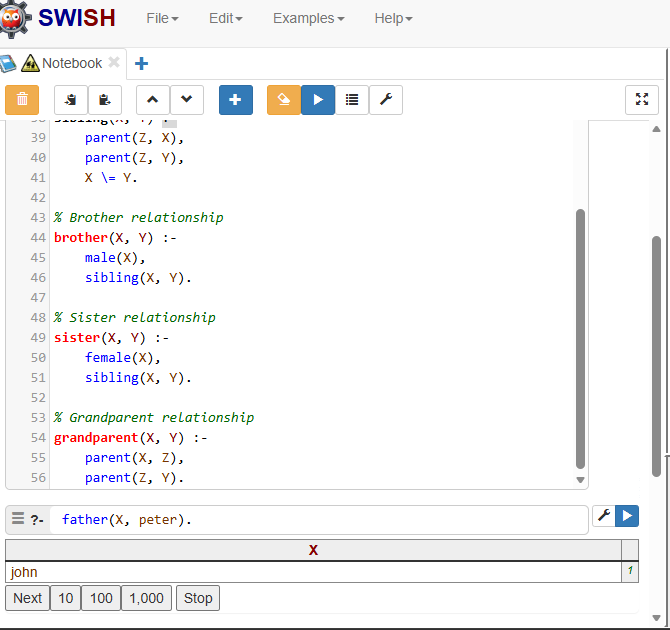 SWISH File Edit Examples Help
Notebook
38 sibling(X, Y) :-
39 parent(Z, X),
40 parent(Z, Y),
41 X \= Y.
42
43 % Brother relationship
44 brother(X, Y) :-
45 male(X),
46 sibling(X, Y).
47
48 % Sister relationship
49 sister(X, Y) :-
50 female(X),
51 sibling(X, Y).
52
53 % Grandparent relationship
54 grandparent(X, Y) :-
55 parent(X, Z),
56 parent(Z, Y).
?- father(X, peter).
X
john 1
Next 10 100 1,000 Stop